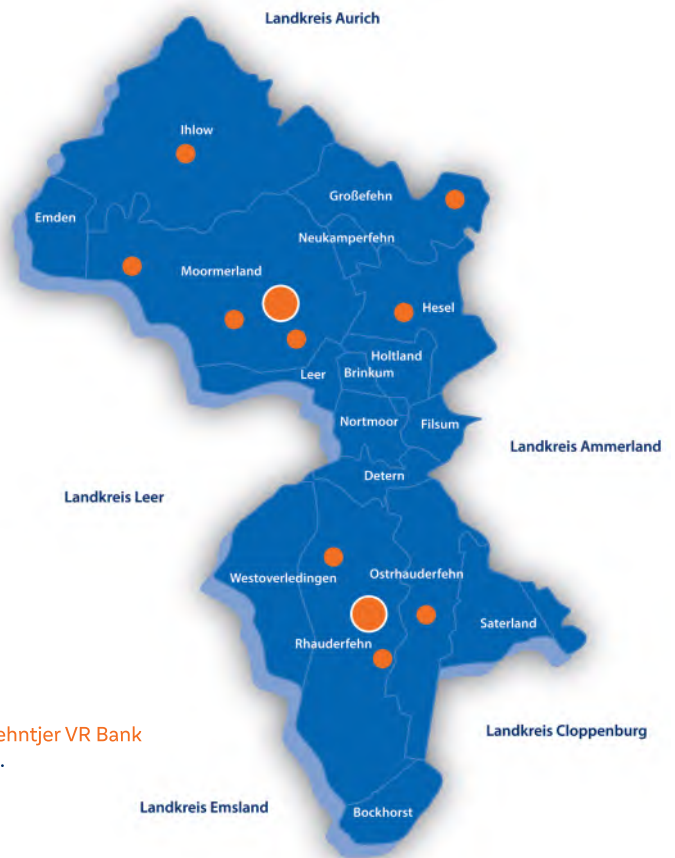 Landkreis Aurich
Ihlow
Großefehn
Emden
Neukamperfehn
Moormerland
Hesel
Holtland
Leer
Brinkum
Nortmoor
Filsum
Landkreis Ammerland
Detern
Landkreis Leer
Westoverledingen
Ostrhauderfehn
Saterland
Rhauderfehn
ehntjer VR Bank
.
Landkreis Cloppenburg
Landkreis Emsland
Bockhorst